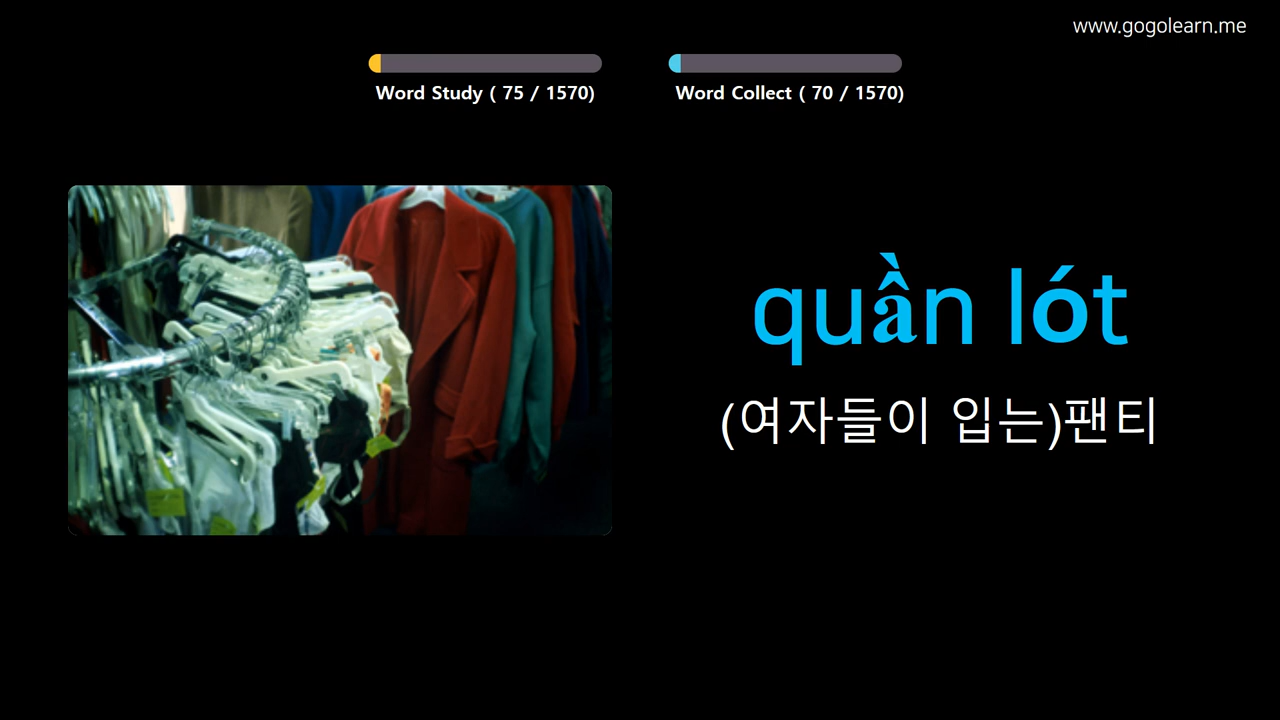 www.gogolearn.me
Word Study ( 75 / 1570)
Word Collect ( 70 / 1570)
quần lót
(여자들이 입는)팬티